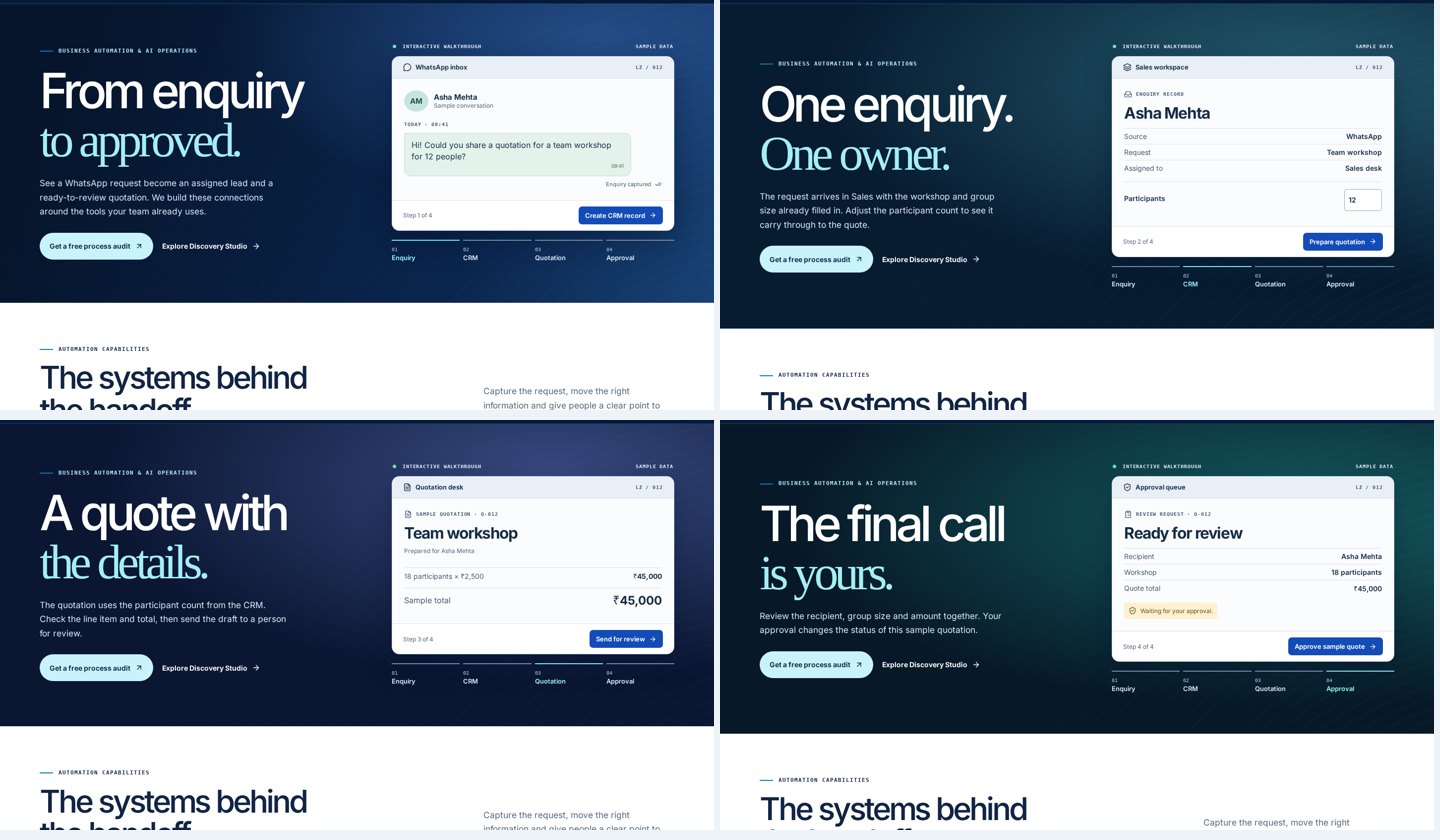 BUSINESS AUTOMATION & AI OPERATIONS
From enquiry
to approved.
See a WhatsApp request become an assigned lead and a
ready-to-review quotation. We build these connections
around the tools your team already uses.
Get a free process audit
Explore Discovery Studio
INTERACTIVE WALKTHROUGH
SAMPLE DATA
WhatsApp inbox
LZ / 012
AM
Asha Mehta
Sample conversation
TODAY · 09:41
Hi! Could you share a quotation for a team workshop
for 12 people?
09:41
Enquiry captured
Step 1 of 4
Create CRM record
01
Enquiry
02
CRM
03
Quotation
04
Approval
AUTOMATION CAPABILITIES
The systems behind
the handoff
Capture the request, move the right
information and give people a clear point to
BUSINESS AUTOMATION & AI OPERATIONS
One enquiry.
One owner.
The request arrives in Sales with the workshop and group
size already filled in. Adjust the participant count to see it
carry through to the quote.
Get a free process audit
Explore Discovery Studio
INTERACTIVE WALKTHROUGH
SAMPLE DATA
Sales workspace
LZ / 012
ENQUIRY RECORD
Asha Mehta
Source WhatsApp
Request Team workshop
Assigned to Sales desk
Participants 12
Step 2 of 4
Prepare quotation
01
Enquiry
02
CRM
03
Quotation
04
Approval
AUTOMATION CAPABILITIES
The systems behind
BUSINESS AUTOMATION & AI OPERATIONS
A quote with
the details.
The quotation uses the participant count from the CRM.
Check the line item and total, then send the draft to a person
for review.
Get a free process audit
Explore Discovery Studio
INTERACTIVE WALKTHROUGH
SAMPLE DATA
Quotation desk
LZ / 012
SAMPLE QUOTATION · Q-012
Team workshop
Prepared for Asha Mehta
18 participants × ₹2,500 ₹45,000
Sample total ₹45,000
Step 3 of 4
Send for review
01
Enquiry
02
CRM
03
Quotation
04
Approval
AUTOMATION CAPABILITIES
The systems behind
the handoff
Capture the request, move the right
information and give people a clear point to
BUSINESS AUTOMATION & AI OPERATIONS
The final call
is yours.
Review the recipient, group size and amount together. Your
approval changes the status of this sample quotation.
Get a free process audit
Explore Discovery Studio
INTERACTIVE WALKTHROUGH
SAMPLE DATA
Approval queue
LZ / 012
REVIEW REQUEST · Q-012
Ready for review
Recipient Asha Mehta
Workshop 18 participants
Quote total ₹45,000
Waiting for your approval.
Step 4 of 4
Approve sample quote
01
Enquiry
02
CRM
03
Quotation
04
Approval
AUTOMATION CAPABILITIES
The systems behind
Capture the request, move the right